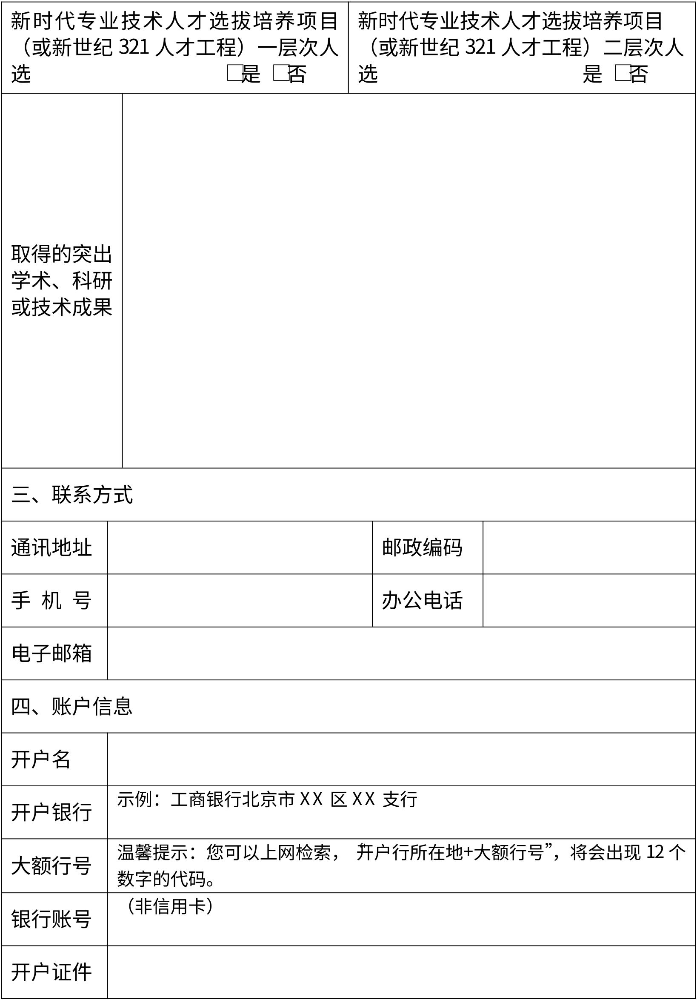 新时代专业技术人才选拔培养项目
（或新世纪 321 人才工程）一层次人
选 □是 □否
新时代专业技术人才选拔培养项目
（或新世纪 321 人才工程）二层次人
选 是 □否
取得的突出
学术、科研
或技术成果
三、联系方式
通讯地址
邮政编码
手 机 号
办公电话
电子邮箱
四、账户信息
开户名
开户银行
示例：工商银行北京市 XX 区 XX 支行
大额行号
温馨提示：您可以上网检索，“开户行所在地+大额行号”，将会出现 12 个
数字的代码。
银行账号
（非信用卡）
开户证件